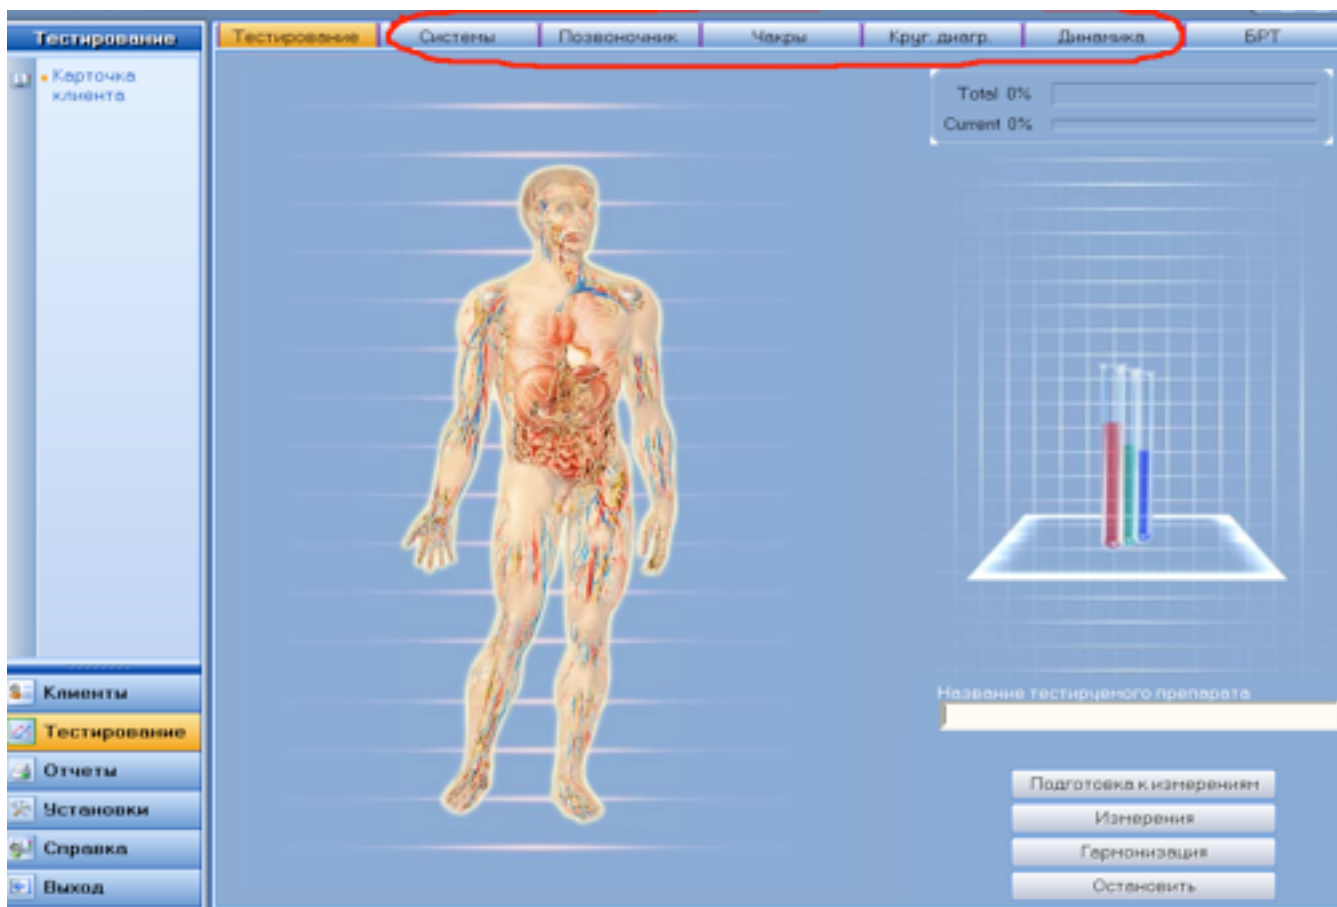 Тестирование
Тестирование Системы Позвоночник Чакры Круг. диагр. Динамика БРТ
Карточка
клиента
Total 0%
Current 0%
Название тестируемого препарата
Подготовка к измерениям
Измерения
Гармонизация
Остановить
Клиенты
Тестирование
Отчеты
Установки
Справка
Выход